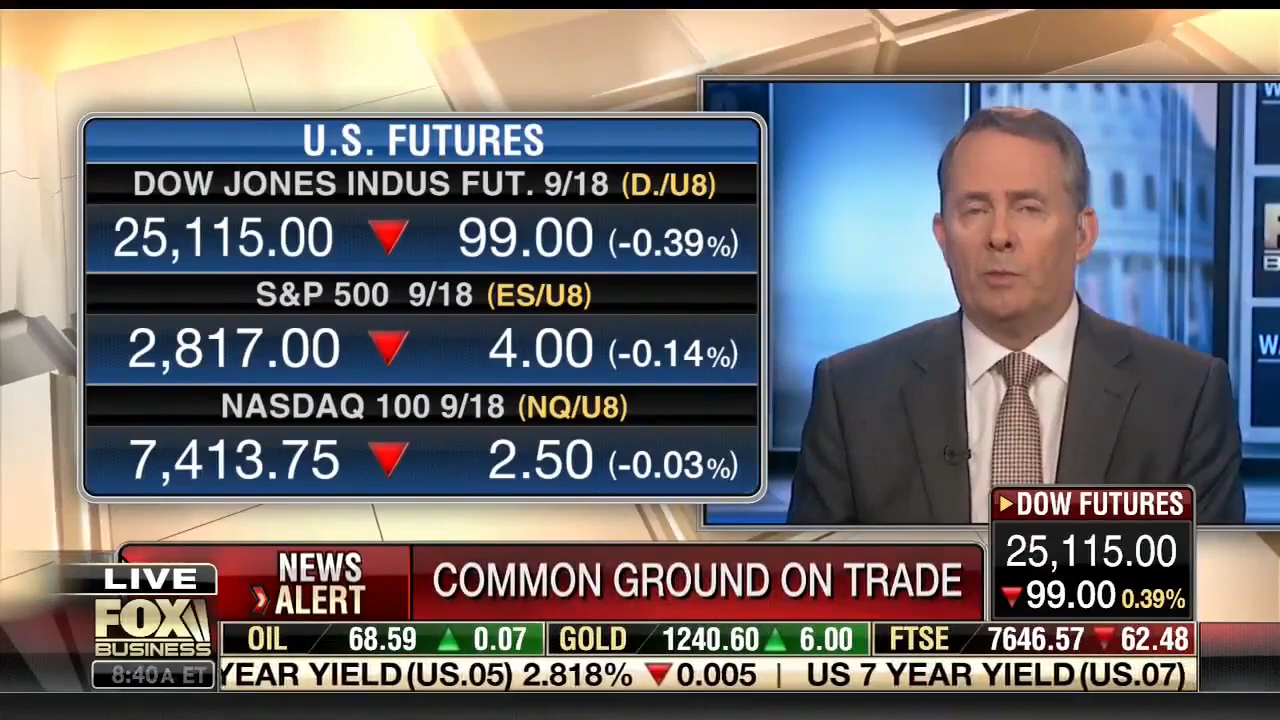 U.S. FUTURES
DOW JONES INDUS FUT. 9/18 (D./U8)
25,115.00 ▼ 99.00 (-0.39%)
S&P 500 9/18 (ES/U8)
2,817.00 ▼ 4.00 (-0.14%)
NASDAQ 100 9/18 (NQ/U8)
7,413.75 ▼ 2.50 (-0.03%)
DOW FUTURES
25,115.00
▼ 99.00 0.39%
NEWS ALERT
COMMON GROUND ON TRADE
LIVE
FOX
BUSINESS
8:40A ET
OIL 68.59 ▲ 0.07 GOLD 1240.60 ▲ 6.00 FTSE 7646.57 ▼ 62.48
YEAR YIELD(US.05) 2.818% ▼0.005 | US 7 YEAR YIELD(US.07)